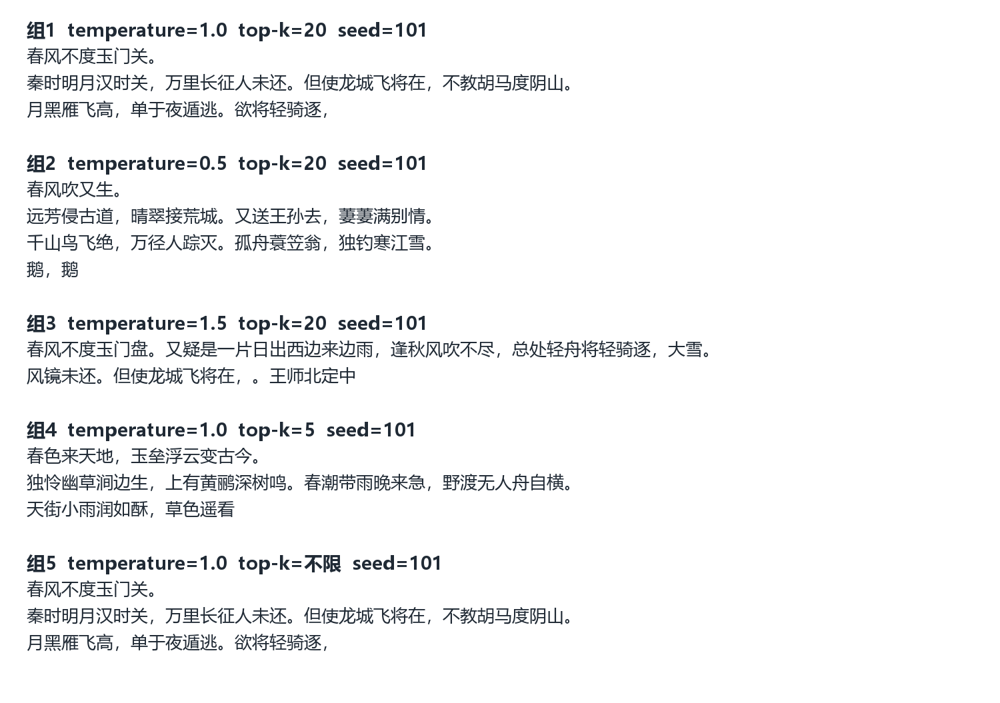 组1 temperature=1.0 top-k=20 seed=101
春风不度玉门关。
秦时明月汉时关，万里长征人未还。但使龙城飞将在，不教胡马度阴山。
月黑雁飞高，单于夜遁逃。欲将轻骑逐，
组2 temperature=0.5 top-k=20 seed=101
春风吹又生。
远芳侵古道，晴翠接荒城。又送王孙去，萋萋满别情。
千山鸟飞绝，万径人踪灭。孤舟蓑笠翁，独钓寒江雪。
鹅，鹅
组3 temperature=1.5 top-k=20 seed=101
春风不度玉门盘。又疑是一片日出西边来边雨，逢秋风吹不尽，总处轻舟将轻骑逐，大雪。
风镜未还。但使龙城飞将在，。王师北定中
组4 temperature=1.0 top-k=5 seed=101
春色来天地，玉垒浮云变古今。
独怜幽草涧边生，上有黄鹂深树鸣。春潮带雨晚来急，野渡无人舟自横。
天街小雨润如酥，草色遥看
组5 temperature=1.0 top-k=不限 seed=101
春风不度玉门关。
秦时明月汉时关，万里长征人未还。但使龙城飞将在，不教胡马度阴山。
月黑雁飞高，单于夜遁逃。欲将轻骑逐，